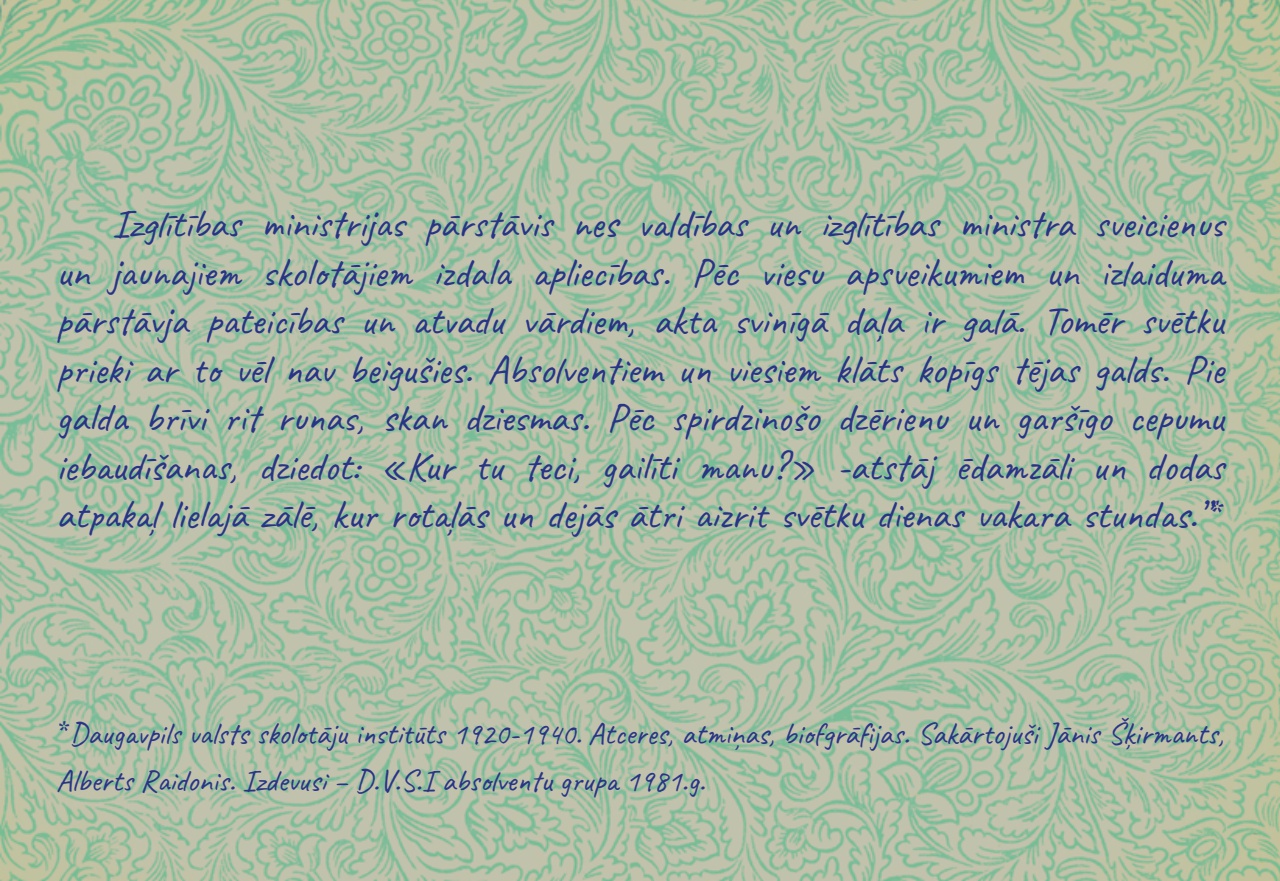 Izglītības ministrijas pārstāvis nes valdības un izglītības ministra sveicienus
un jaunajiem skolotājiem izdala apliecības. Pēc viesu apsveikumiem un izlaiduma
pārstāvja pateicības un atvadu vārdiem, akta svinīgā daļa ir galā. Tomēr svētku
prieki ar to vēl nav beigušies. Absolventiem un viesiem klāts kopīgs tējas galds. Pie
galda brīvi rit runas, skan dziesmas. Pēc spirdzinošo dzērienu un garšīgo cepumu
iebaudīšanas, dziedot: «Kur tu teci, gailīti manu?» -atstāj ēdamzāli un dodas
atpakaļ lielajā zālē, kur rotaļās un dejās ātri aizrit svētku dienas vakara stundas.”*
*Daugavpils valsts skolotāju institūts 1920-1940. Atceres, atmiņas, biofgrāfijas. Sakārtojuši Jānis Šķirmants,
Alberts Raidonis. Izdevusi – D.V.S.I absolventu grupa 1981.g.